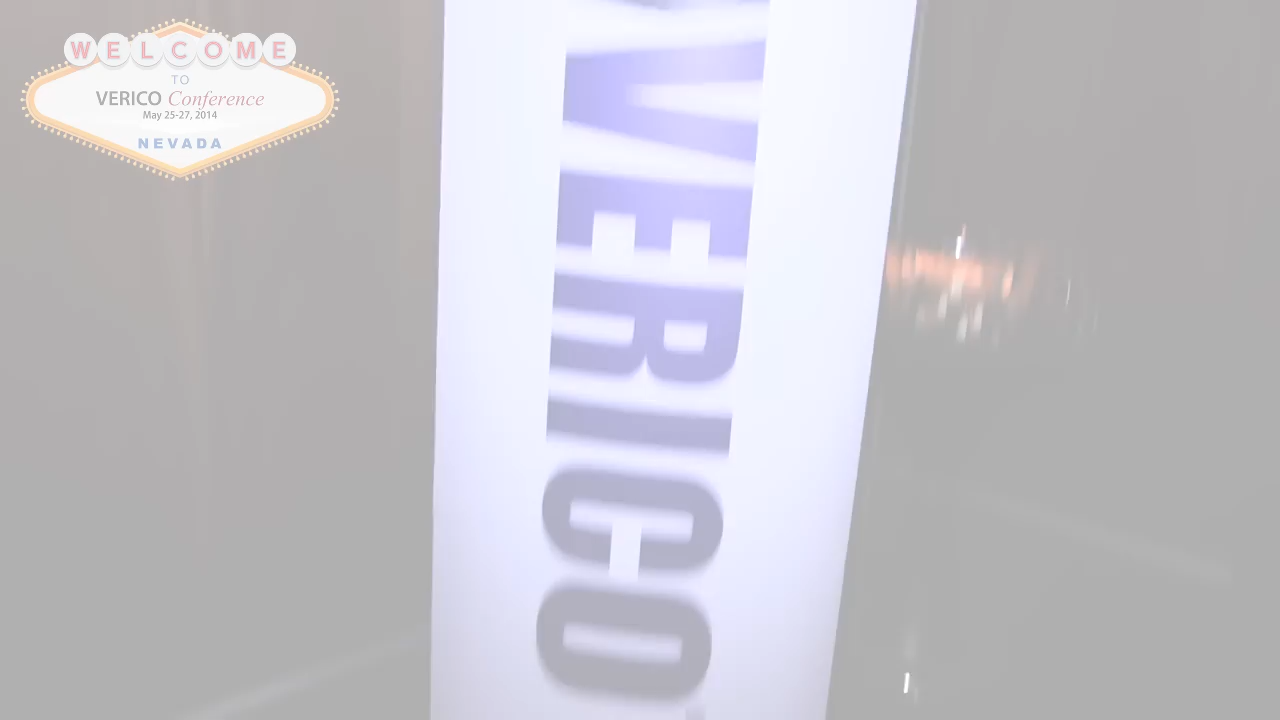 WELCOME
TO
VERICO Conference
May 25-27, 2014
NEVADA
VERICO